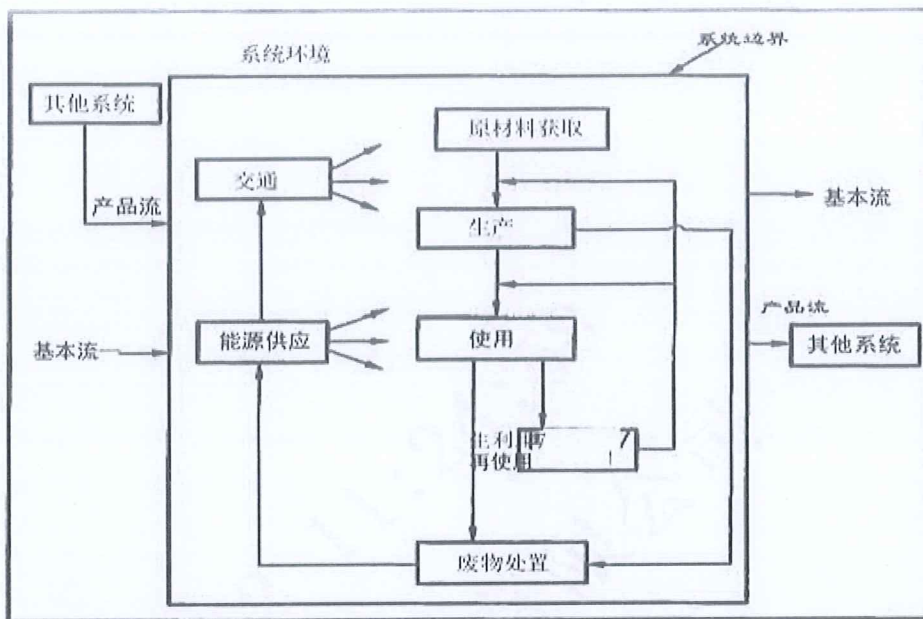 系统环境
系统边界
其他系统
原材料获取
交通
产品流
基本流
生产
产品流
能源供应
使用
基本流
其他系统
再使用
废物处置